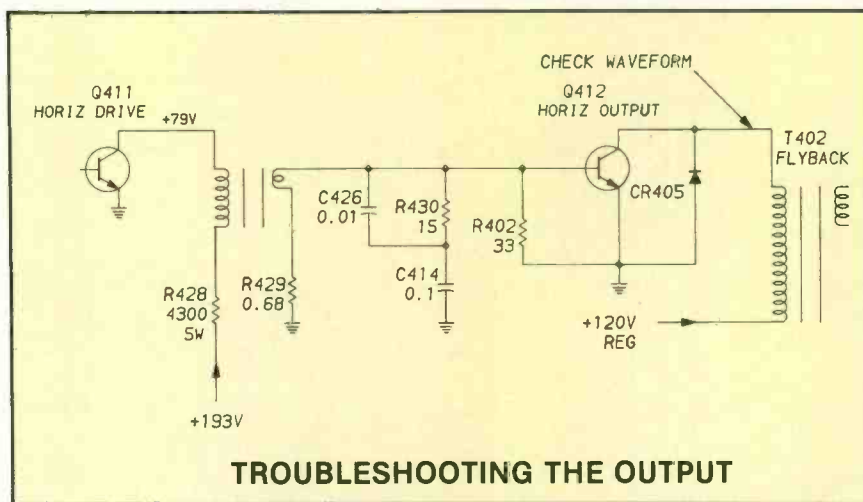 CHECK WAVEFORM
Q411
HORIZ DRIVE
+79V
Q412
HORIZ OUTPUT
T402
FLYBACK
C426
0.01
R430
15
R402
33
CR405
R428
4300
5W
R429
0.68
C414
0.1
+120V
REG
+193V
TROUBLESHOOTING THE OUTPUT